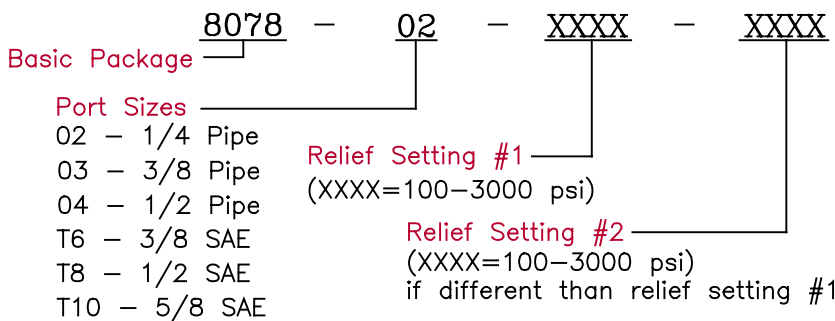 8078 - 02 - XXXX - XXXX
Basic Package
Port Sizes
02 - 1/4 Pipe
03 - 3/8 Pipe
04 - 1/2 Pipe
T6 - 3/8 SAE
T8 - 1/2 SAE
T10 - 5/8 SAE
Relief Setting #1
(XXXX=100-3000 psi)
Relief Setting #2
(XXXX=100-3000 psi)
if different than relief setting #1